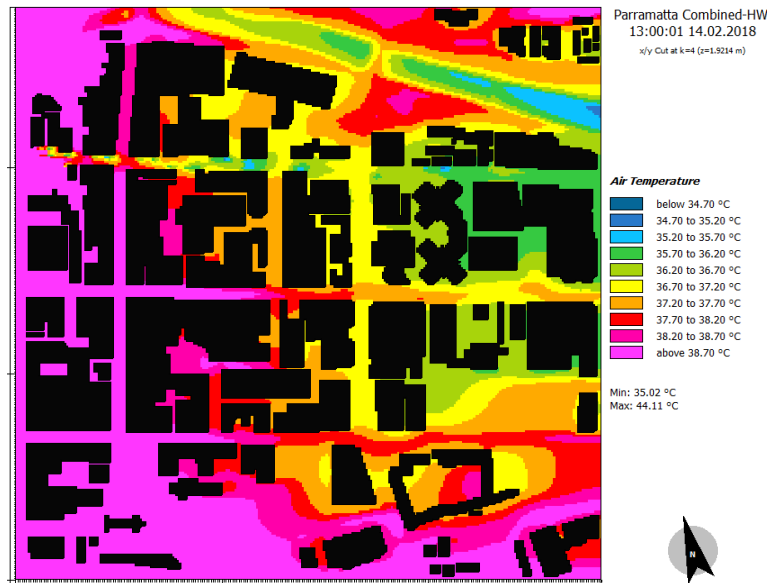 Parramatta Combined-HW
13:00:01 14.02.2018
x/y Cut at k=4 (z=1.9214 m)
Air Temperature
below 34.70 °C
34.70 to 35.20 °C
35.20 to 35.70 °C
35.70 to 36.20 °C
36.20 to 36.70 °C
36.70 to 37.20 °C
37.20 to 37.70 °C
37.70 to 38.20 °C
38.20 to 38.70 °C
above 38.70 °C
Min: 35.02 °C
Max: 44.11 °C
N